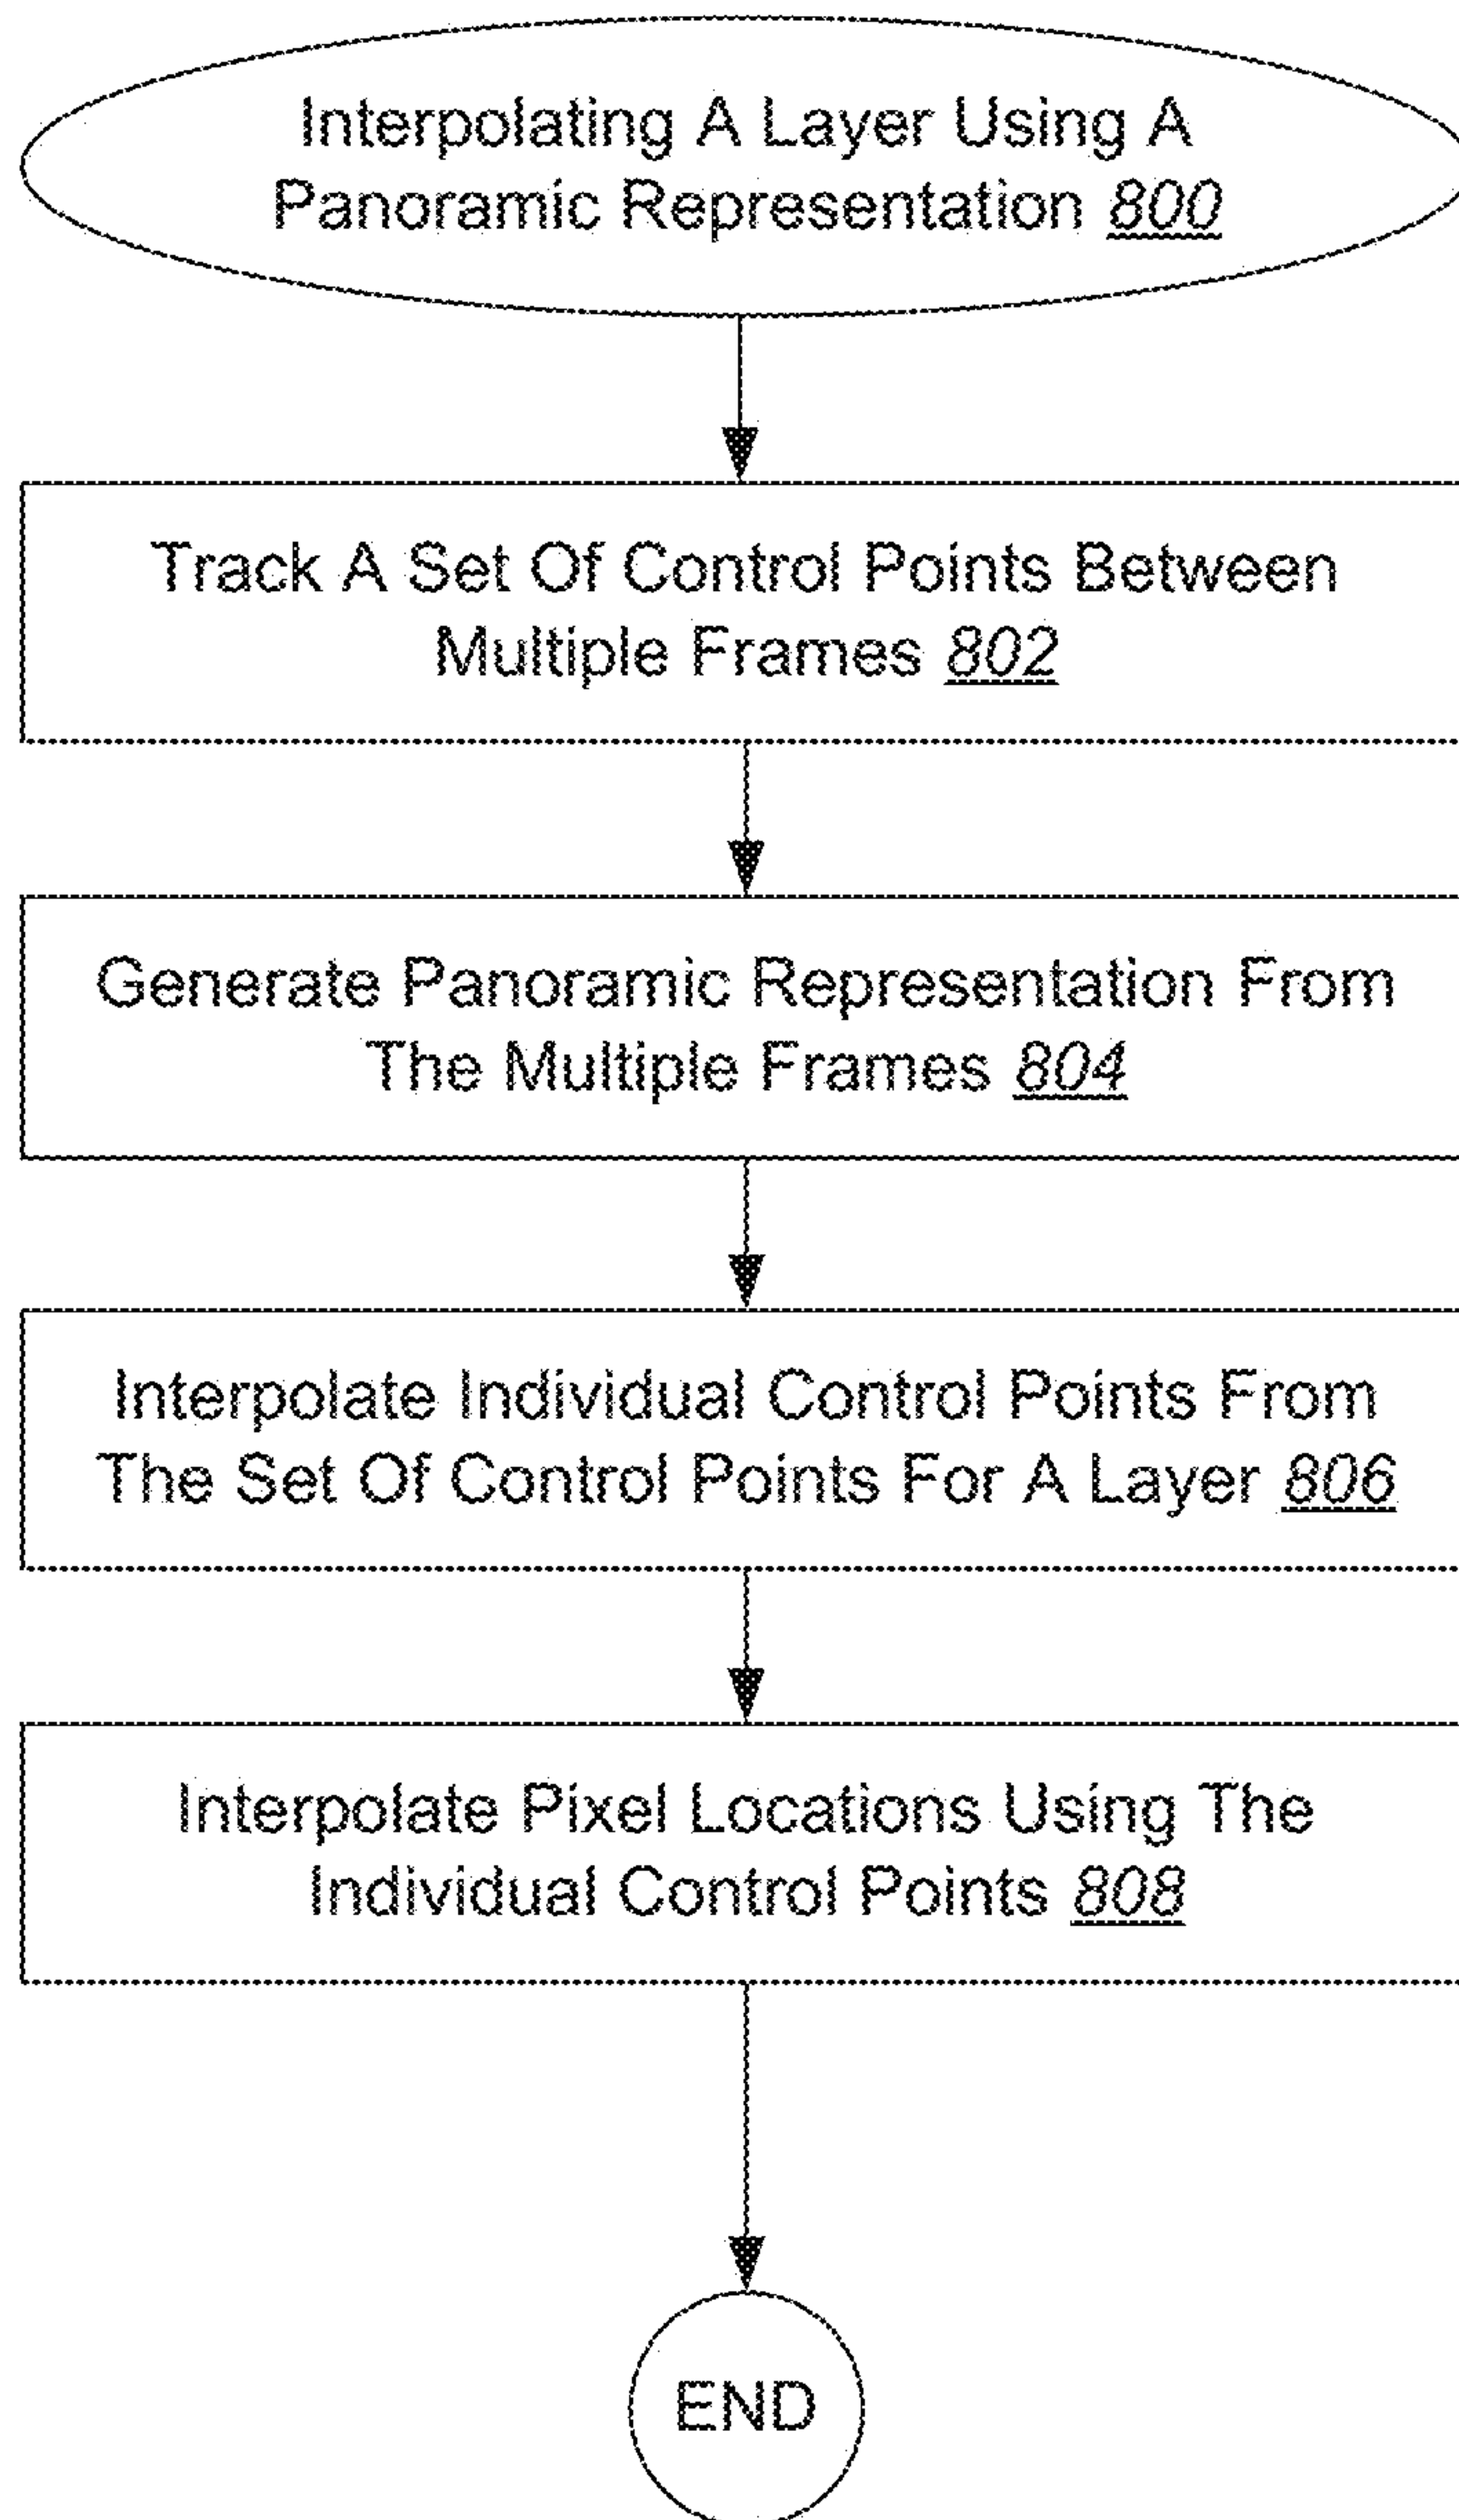 Interpolating A Layer Using A
Panoramic Representation 800
Track A Set Of Control Points Between
Multiple Frames 802
Generate Panoramic Representation From
The Multiple Frames 804
Interpolate Individual Control Points From
The Set Of Control Points For A Layer 806
Interpolate Pixel Locations Using The
Individual Control Points 808
END